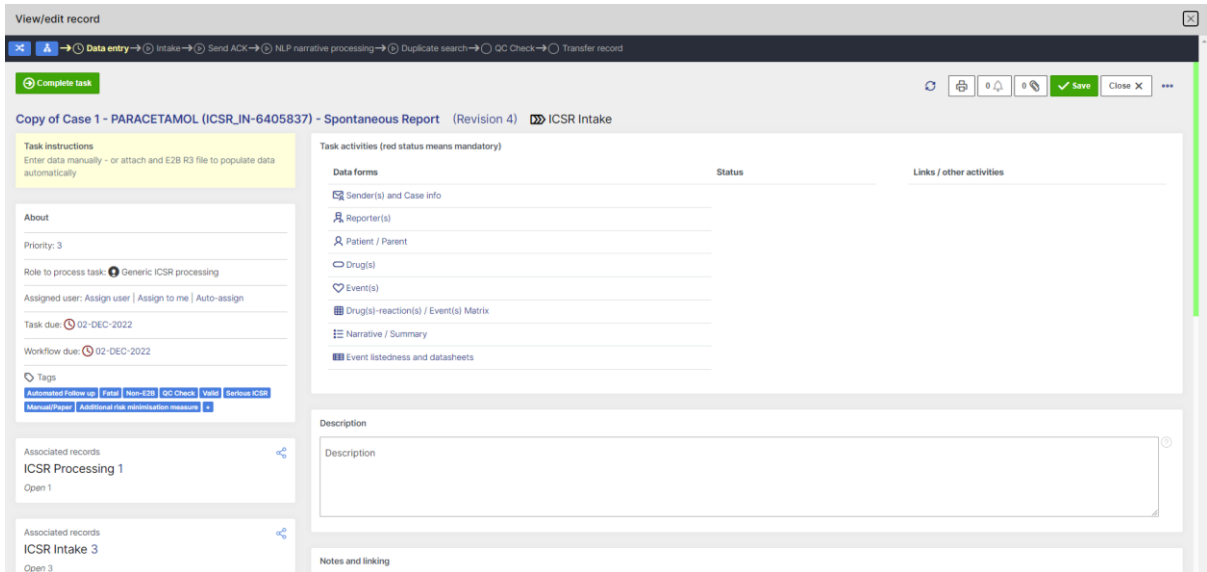 View/edit record
Data entry Intake Send ACK NLP narrative processing Duplicate search QC Check Transfer record
Complete task
0 0 Save Close X
Copy of Case 1 - PARACETAMOL (ICSR_IN-6405837) - Spontaneous Report (Revision 4) ICSR Intake
Task instructions
Enter data manually - or attach and E2B R3 file to populate data
automatically
About
Priority: 3
Role to process task: Generic ICSR processing
Assigned user: Assign user | Assign to me | Auto-assign
Task due: 02-DEC-2022
Workflow due: 02-DEC-2022
Tags
Automated Follow up Fatal Non-E2B QC Check Valid Serious ICSR
Manual/Paper Additional risk minimisation measure +
Associated records
ICSR Processing 1
Open 1
Associated records
ICSR Intake 3
Open 3
Task activities (red status means mandatory)
Data forms Status Links / other activities
Sender(s) and Case info
Reporter(s)
Patient / Parent
Drug(s)
Event(s)
Drug(s)-reaction(s) / Event(s) Matrix
Narrative / Summary
Event listedness and datasheets
Description
Description
Notes and linking